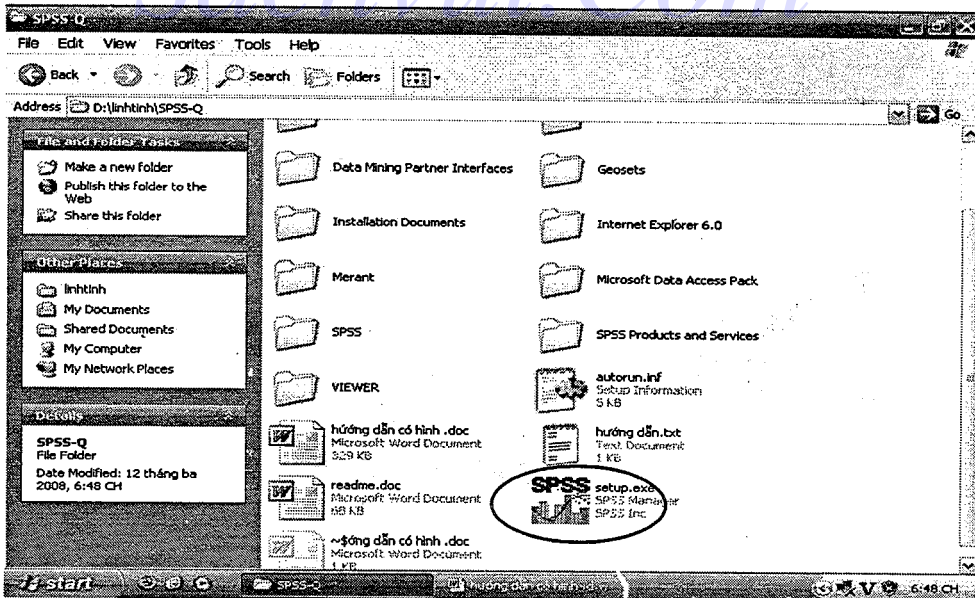 SPSS-Q
File Edit View Favorites Tools Help
Back Search Folders
Address D:\linhtinh\SPSS-Q Go
File and Folder Tasks
Make a new folder
Publish this folder to the
Web
Share this folder
Other Places
linhtinh
My Documents
Shared Documents
My Computer
My Network Places
Details
SPSS-Q
File Folder
Date Modified: 12 tháng ba
2008, 6:48 CH
Data Mining Partner Interfaces
Geosets
Installation Documents
Internet Explorer 6.0
Merant
Microsoft Data Access Pack
SPSS
SPSS Products and Services
VIEWER
autorun.inf
Setup Information
5 KB
hướng dẫn có hình .doc
Microsoft Word Document
329 KB
hướng dẫn.txt
Text Document
1 KB
readme.doc
Microsoft Word Document
68 KB
SPSS
setup.exe
SPSS Manager
SPSS Inc
~$ớng dẫn có hình .doc
Microsoft Word Document
1 KB
start SPSS-Q V 6:48 CH